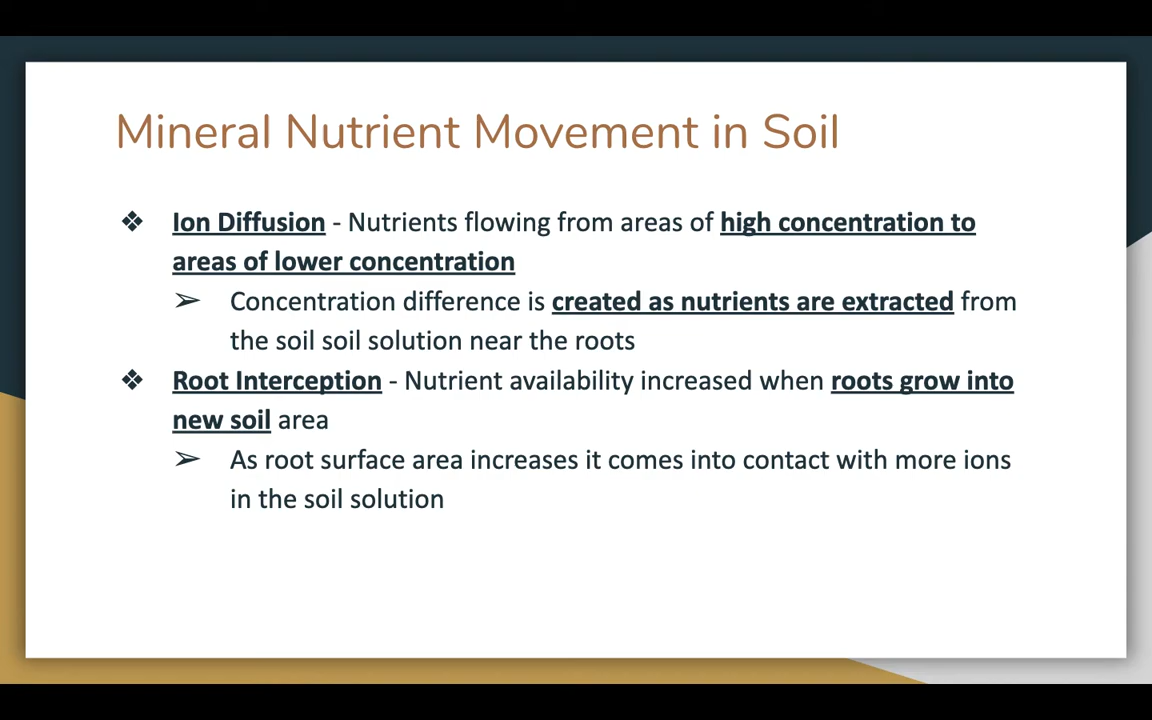 Mineral Nutrient Movement in Soil
❖ Ion Diffusion - Nutrients flowing from areas of high concentration to
areas of lower concentration
➢ Concentration difference is created as nutrients are extracted from
the soil soil solution near the roots
❖ Root Interception - Nutrient availability increased when roots grow into
new soil area
➢ As root surface area increases it comes into contact with more ions
in the soil solution